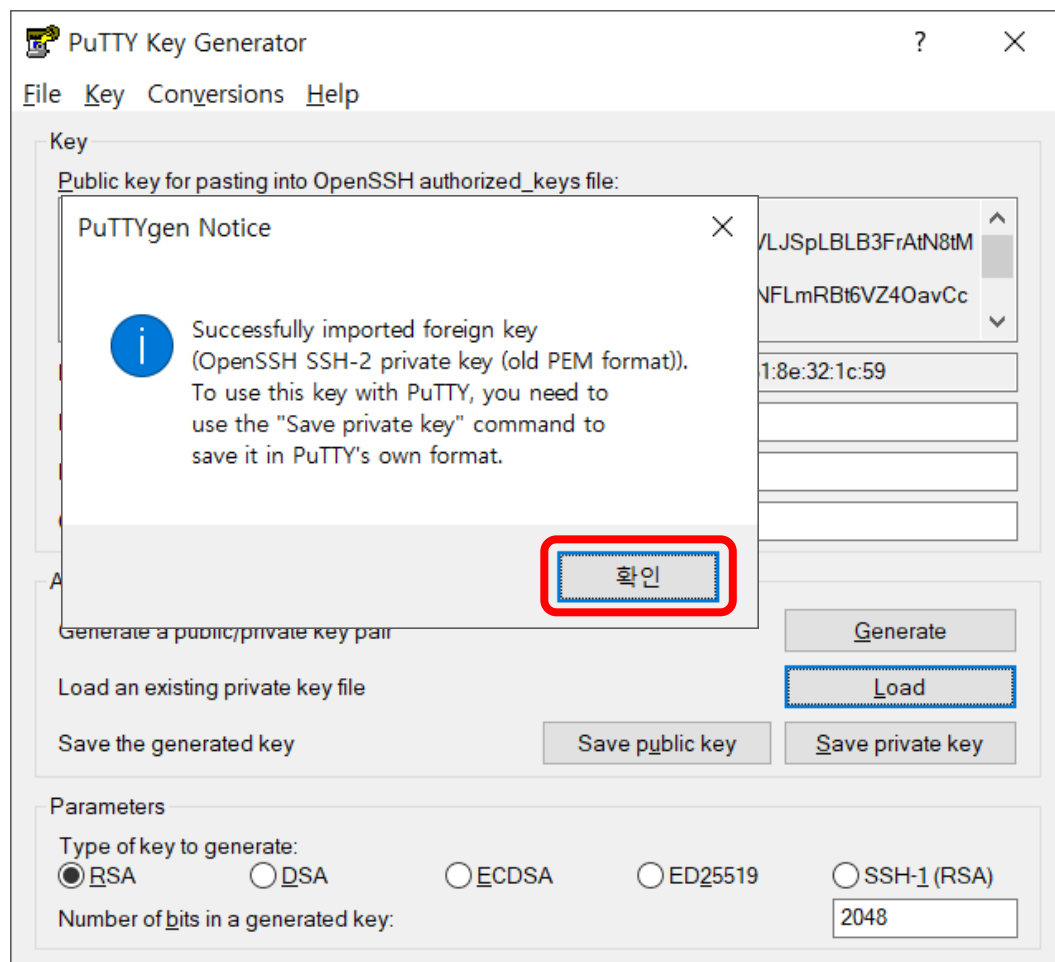 PuTTY Key Generator
?
File Key Conversions Help
Key
Public key for pasting into OpenSSH authorized_keys file:
PuTTYgen Notice
VLJSpLBLB3FrAtN8tM
NFLmRBt6VZ4OavCc
Successfully imported foreign key
(OpenSSH SSH-2 private key (old PEM format)).
To use this key with PuTTY, you need to
use the "Save private key" command to
save it in PuTTY's own format.
1:8e:32:1c:59
확인
Generate a public/private key pair
Generate
Load an existing private key file
Load
Save the generated key
Save public key
Save private key
Parameters
Type of key to generate:
RSA DSA ECDSA ED25519 SSH-1 (RSA)
Number of bits in a generated key:
2048